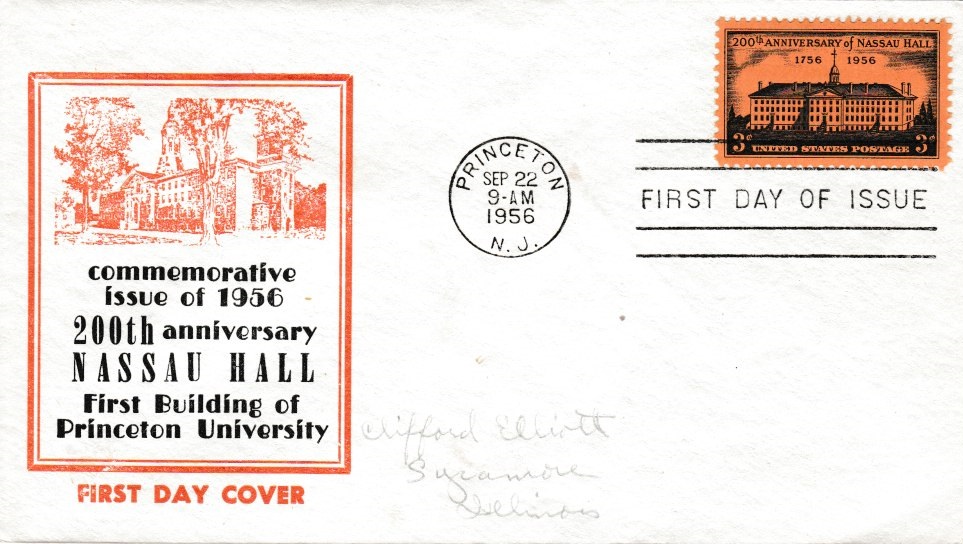 200th ANNIVERSARY of NASSAU HALL
1756 1956
3c UNITED STATES POSTAGE 3c
PRINCETON
SEP 22
9-AM
1956
N. J.
FIRST DAY OF ISSUE
commemorative
issue of 1956
200th anniversary
NASSAU HALL
First Building of
Princeton University
FIRST DAY COVER
Clifford Elliott
Sycamore
Illinois